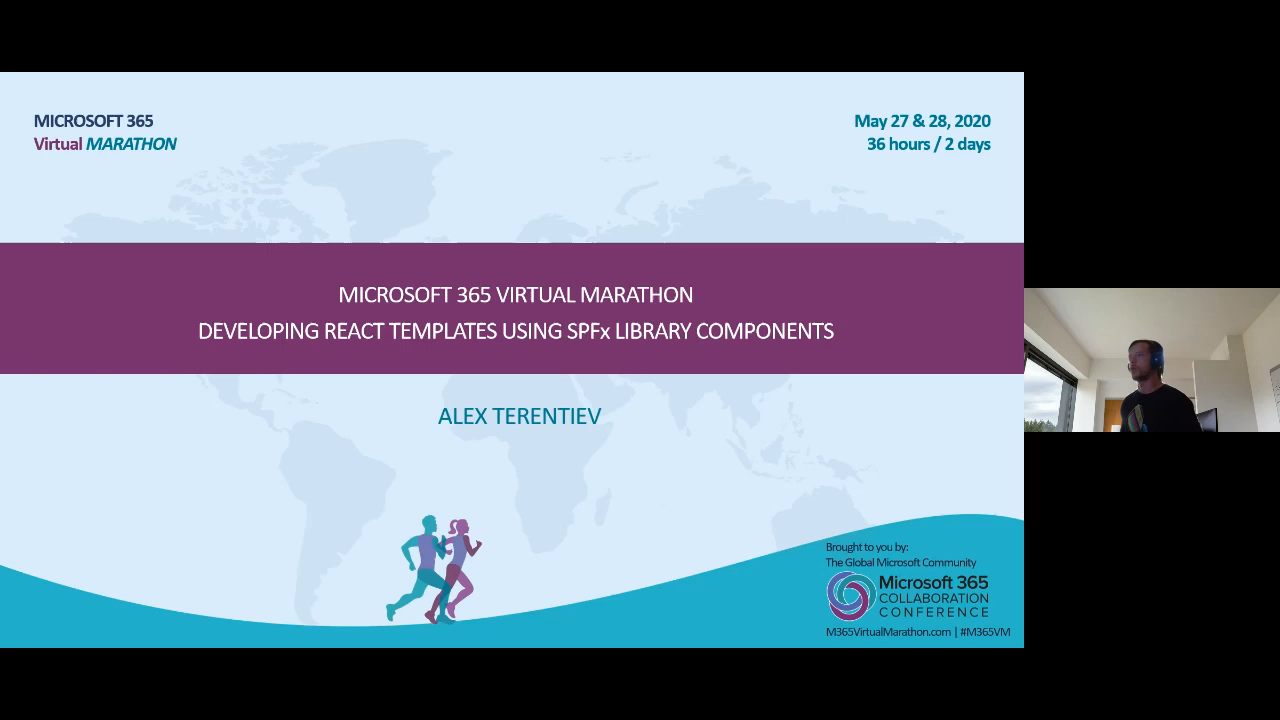 MICROSOFT 365
Virtual MARATHON
May 27 & 28, 2020
36 hours / 2 days
MICROSOFT 365 VIRTUAL MARATHON
DEVELOPING REACT TEMPLATES USING SPFx LIBRARY COMPONENTS
ALEX TERENTIEV
Brought to you by:
The Global Microsoft Community
Microsoft 365
COLLABORATION
CONFERENCE
M365VirtualMarathon.com | #M365VM